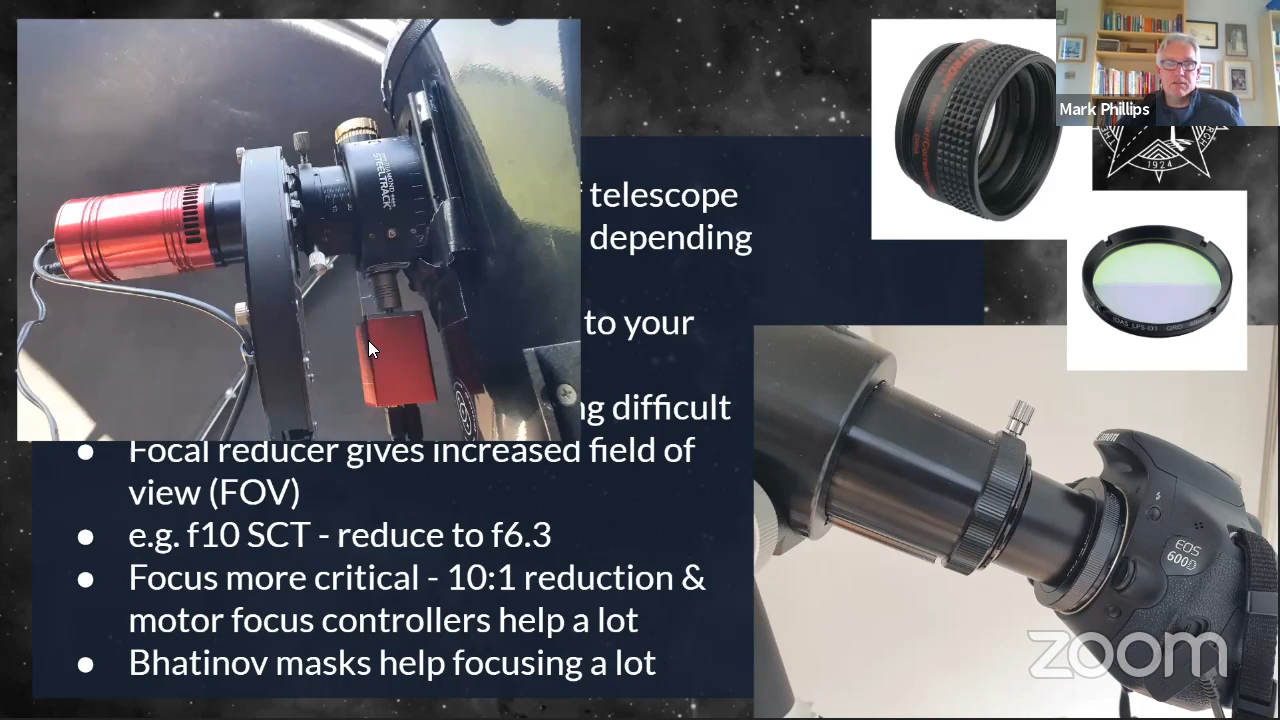 Mark Phillips
1924
STEELTRACK
telescope
depending
to your
ng difficult
Focal reducer gives increased field of
view (FOV)
e.g. f10 SCT - reduce to f6.3
Focus more critical - 10:1 reduction &
motor focus controllers help a lot
Bhatinov masks help focusing a lot
IDAS LPS-D1
Canon
EOS
600D
zoom